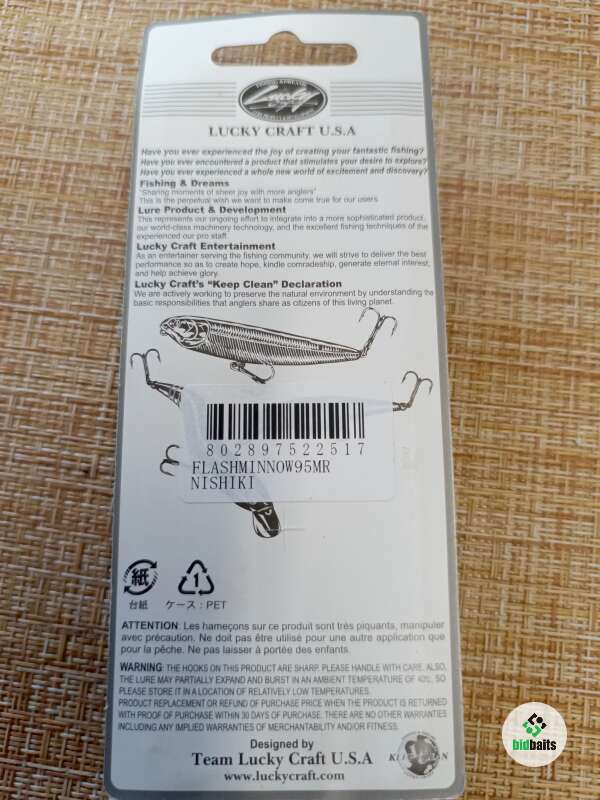 Lucky
LUCKY CRAFT U.S.A
Have you ever experienced the joy of creating your fantastic fishing?
Have you ever encountered a product that stimulates your desire to explore?
Have you ever experienced a whole new world of excitement and discovery?
Fishing & Dreams
"Sharing moments of sheer joy with more anglers"
This is the perpetual wish we want to make come true for our users.
Lure Product & Development
This represents our ongoing effort to integrate into a more sophisticated product,
our world-class machinery technology, and the excellent fishing techniques of the
experienced our pro staff.
Lucky Craft Entertainment
As an entertainer serving the fishing community, we will strive to deliver the best
performance so as to create hope, kindle comradeship, generate eternal interest,
and help achieve glory.
Lucky Craft's "Keep Clean" Declaration
We are actively working to preserve the natural environment by understanding the
basic responsibilities that anglers share as citizens of this living planet.
802897522517
FLASHMINNOW95MR
NISHIKI
紙
1
台紙
ケース：PET
ATTENTION: Les hameçons sur ce produit sont très piquants, manipuler
avec précaution. Ne doit pas être utilisé pour une autre application que
pour la pêche. Ne pas laisser à portée des enfants.
WARNING: THE HOOKS ON THIS PRODUCT ARE SHARP. PLEASE HANDLE WITH CARE. ALSO,
THE LURE MAY PARTIALLY EXPAND AND BURST IN AN AMBIENT TEMPERATURE OF 40℃, SO
PLEASE STORE IT IN A LOCATION OF RELATIVELY LOW TEMPERATURES.
PRODUCT REPLACEMENT OR REFUND OF PURCHASE PRICE WHEN THE PRODUCT IS RETURNED
WITH PROOF OF PURCHASE WITHIN 30 DAYS OF PURCHASE. THERE ARE NO OTHER WARRANTIES
INCLUDING ANY IMPLIED WARRANTIES OF MERCHANTABILITY AND/OR FITNESS.
Designed by
Team Lucky Craft U.S.A
www.luckycraft.com
bidbaits